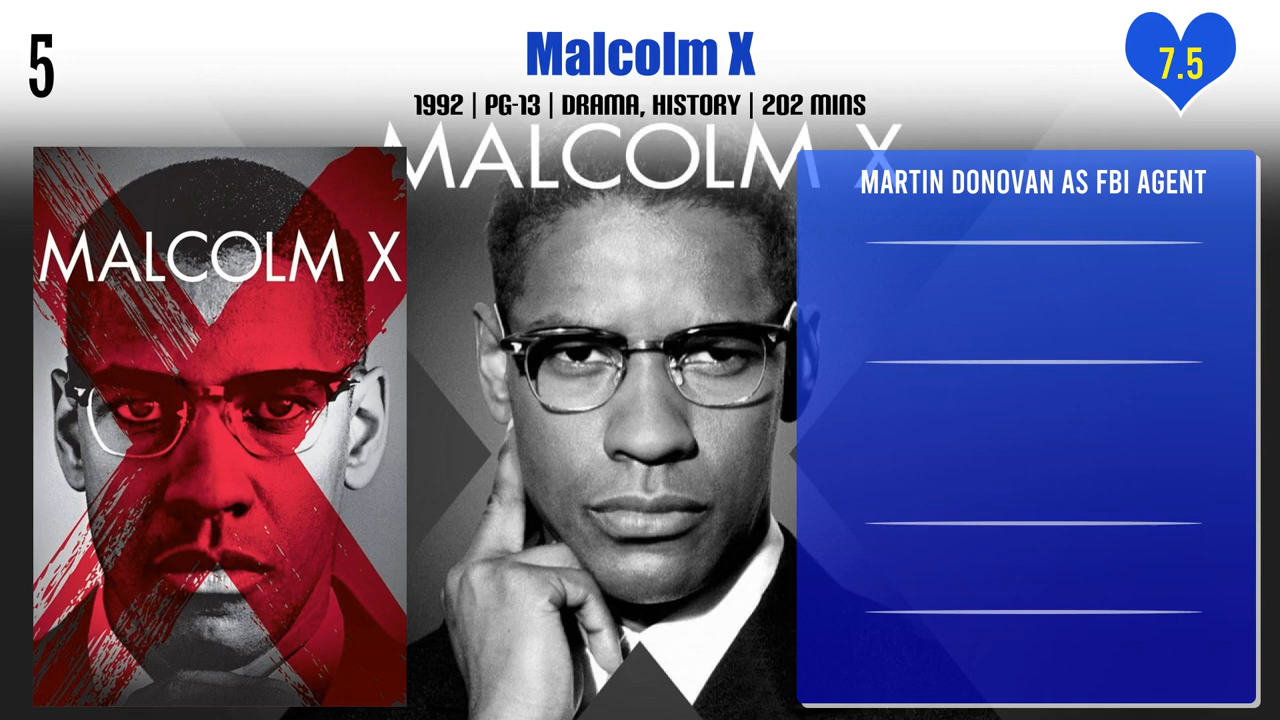 5
Malcolm X
7.5
1992 | PG-13 | DRAMA, HISTORY | 202 MINS
MALCOLM X
MARTIN DONOVAN AS FBI AGENT
MALCOLM X